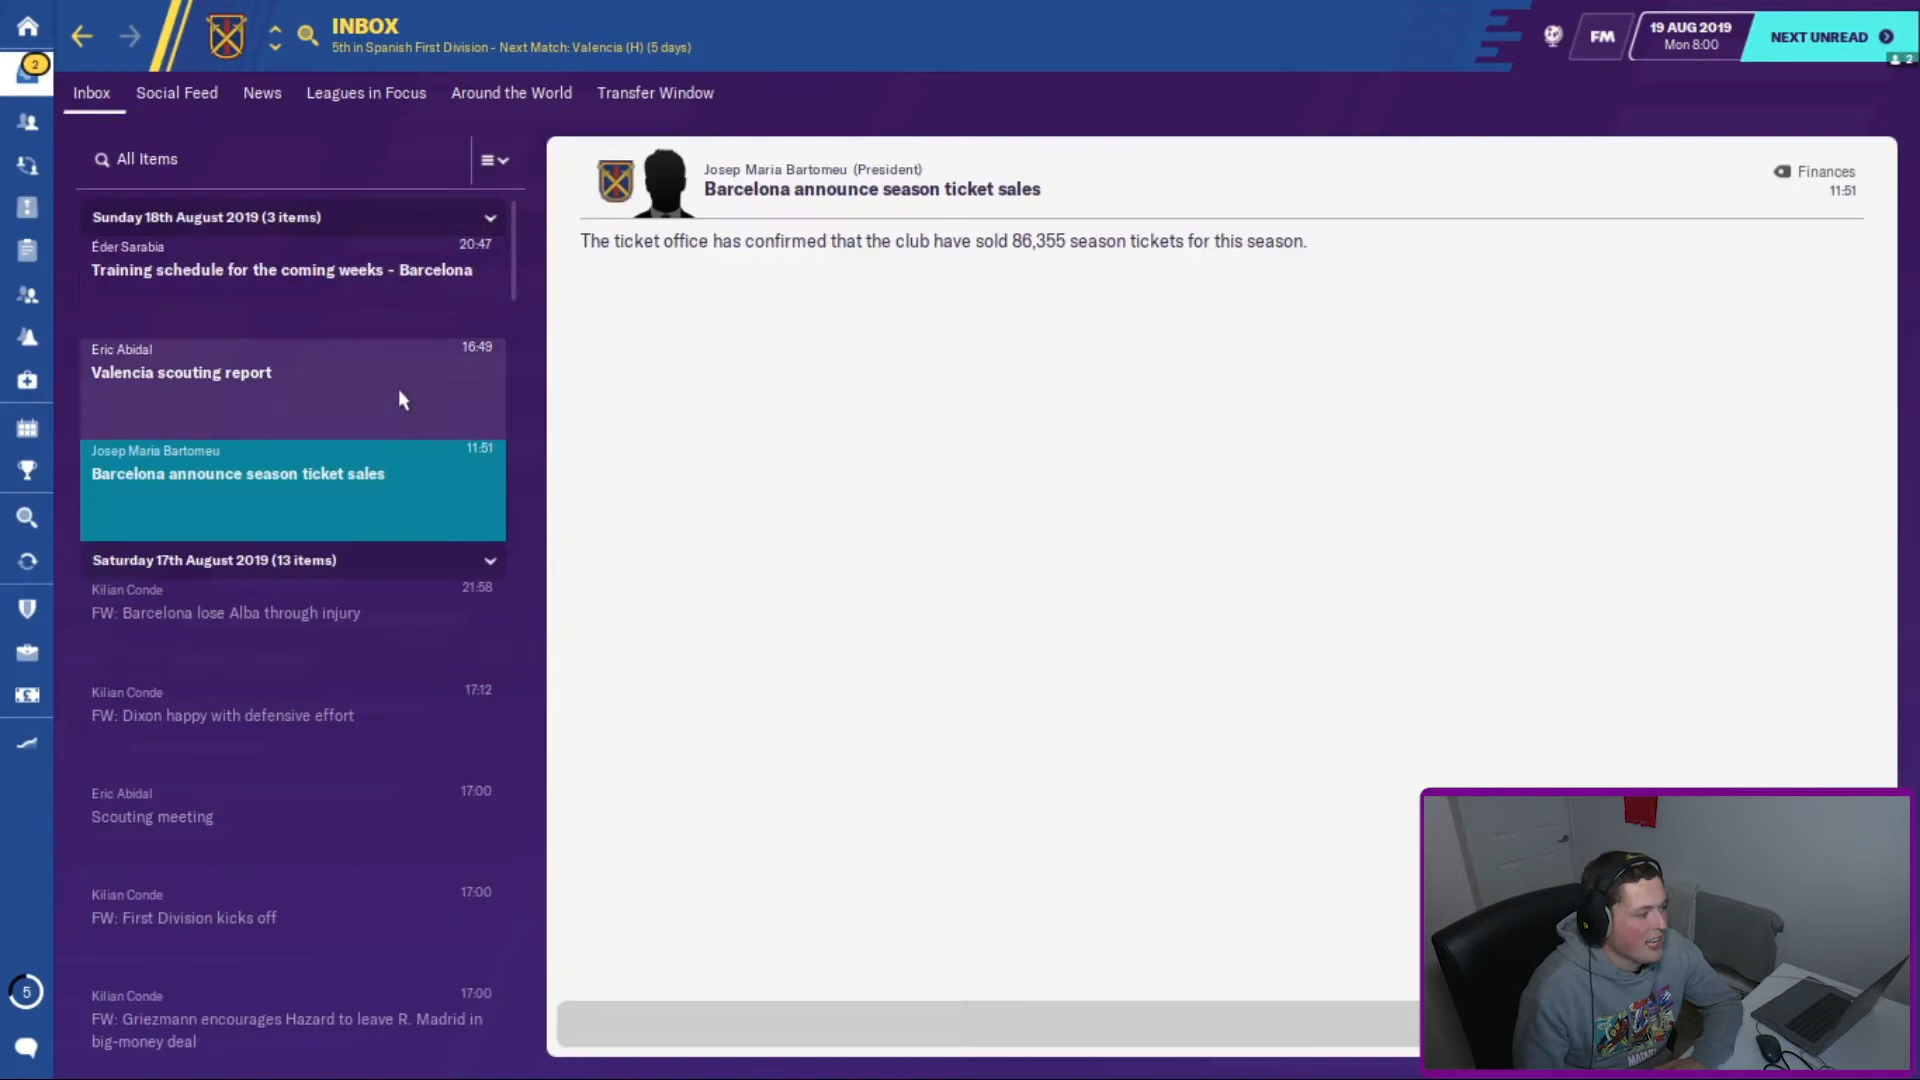 2
INBOX
5th in Spanish First Division - Next Match: Valencia (H) (5 days)
FM
19 AUG 2019
Mon 8:00
NEXT UNREAD
2
Inbox
Social Feed
News
Leagues in Focus
Around the World
Transfer Window
All Items
Sunday 18th August 2019 (3 items)
Éder Sarabia
20:47
Training schedule for the coming weeks - Barcelona
Eric Abidal
16:49
Valencia scouting report
Josep Maria Bartomeu
11:51
Barcelona announce season ticket sales
Saturday 17th August 2019 (13 items)
Kilian Conde
21:58
FW: Barcelona lose Alba through injury
Kilian Conde
17:12
FW: Dixon happy with defensive effort
Eric Abidal
17:00
Scouting meeting
Kilian Conde
17:00
FW: First Division kicks off
Kilian Conde
17:00
FW: Griezmann encourages Hazard to leave R. Madrid in
big-money deal
5
Josep Maria Bartomeu (President)
Barcelona announce season ticket sales
Finances
11:51
The ticket office has confirmed that the club have sold 86,355 season tickets for this season.